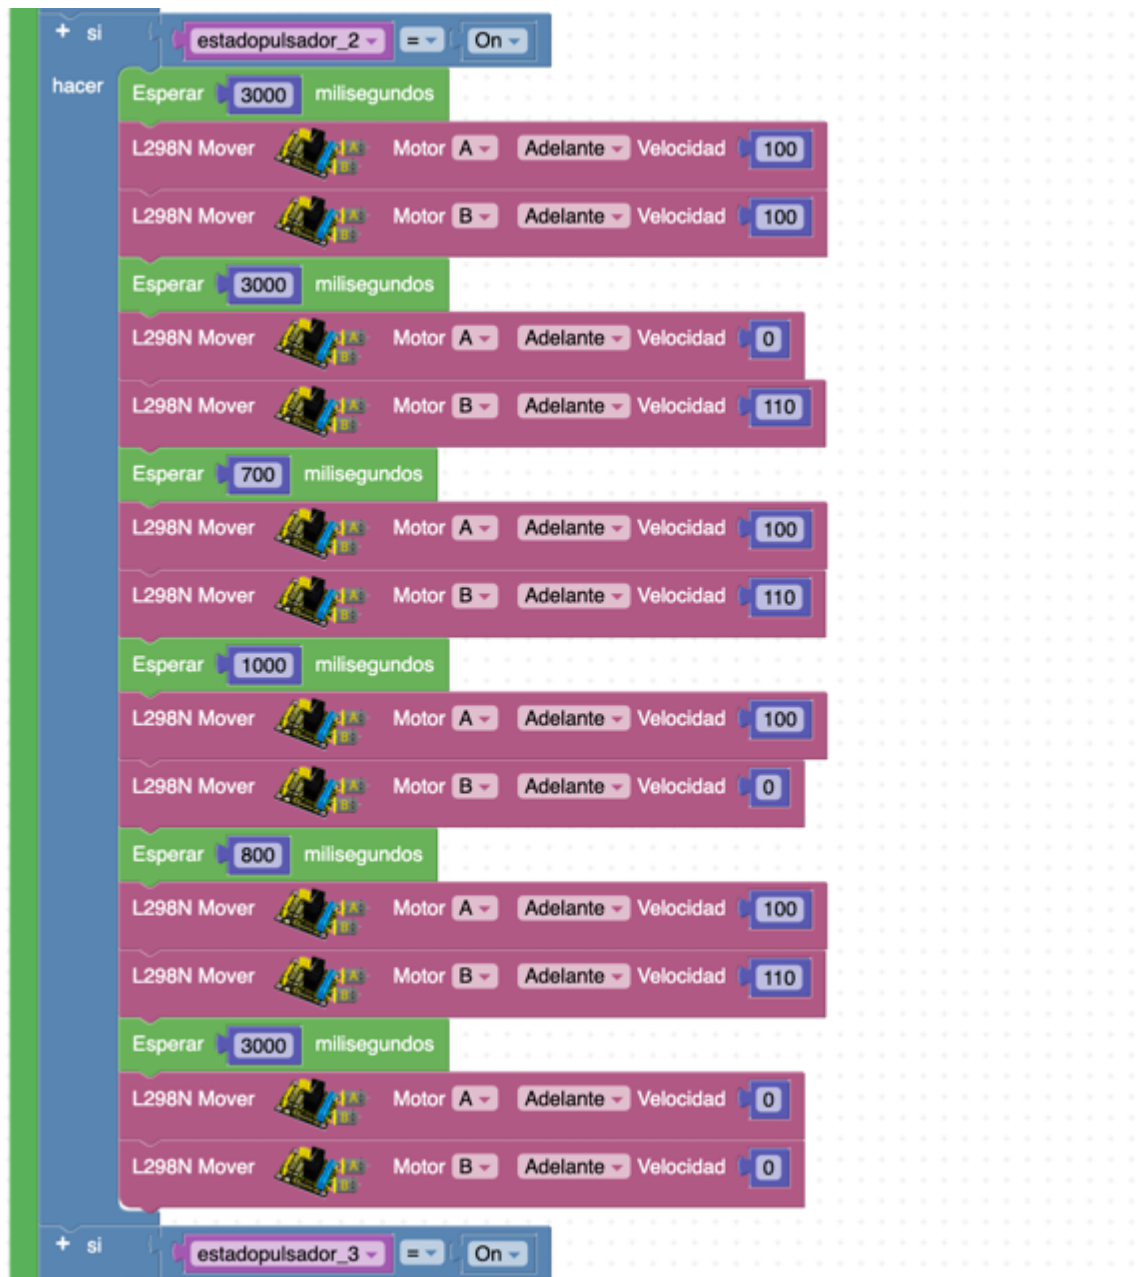 + si estadopulsador_2 = On
hacer Esperar 3000 milisegundos
L298N Mover A B Motor A Adelante Velocidad 100
L298N Mover A B Motor B Adelante Velocidad 100
Esperar 3000 milisegundos
L298N Mover A B Motor A Adelante Velocidad 0
L298N Mover A B Motor B Adelante Velocidad 110
Esperar 700 milisegundos
L298N Mover A B Motor A Adelante Velocidad 100
L298N Mover A B Motor B Adelante Velocidad 110
Esperar 1000 milisegundos
L298N Mover A B Motor A Adelante Velocidad 100
L298N Mover A B Motor B Adelante Velocidad 0
Esperar 800 milisegundos
L298N Mover A B Motor A Adelante Velocidad 100
L298N Mover A B Motor B Adelante Velocidad 110
Esperar 3000 milisegundos
L298N Mover A B Motor A Adelante Velocidad 0
L298N Mover A B Motor B Adelante Velocidad 0
+ si estadopulsador_3 = On